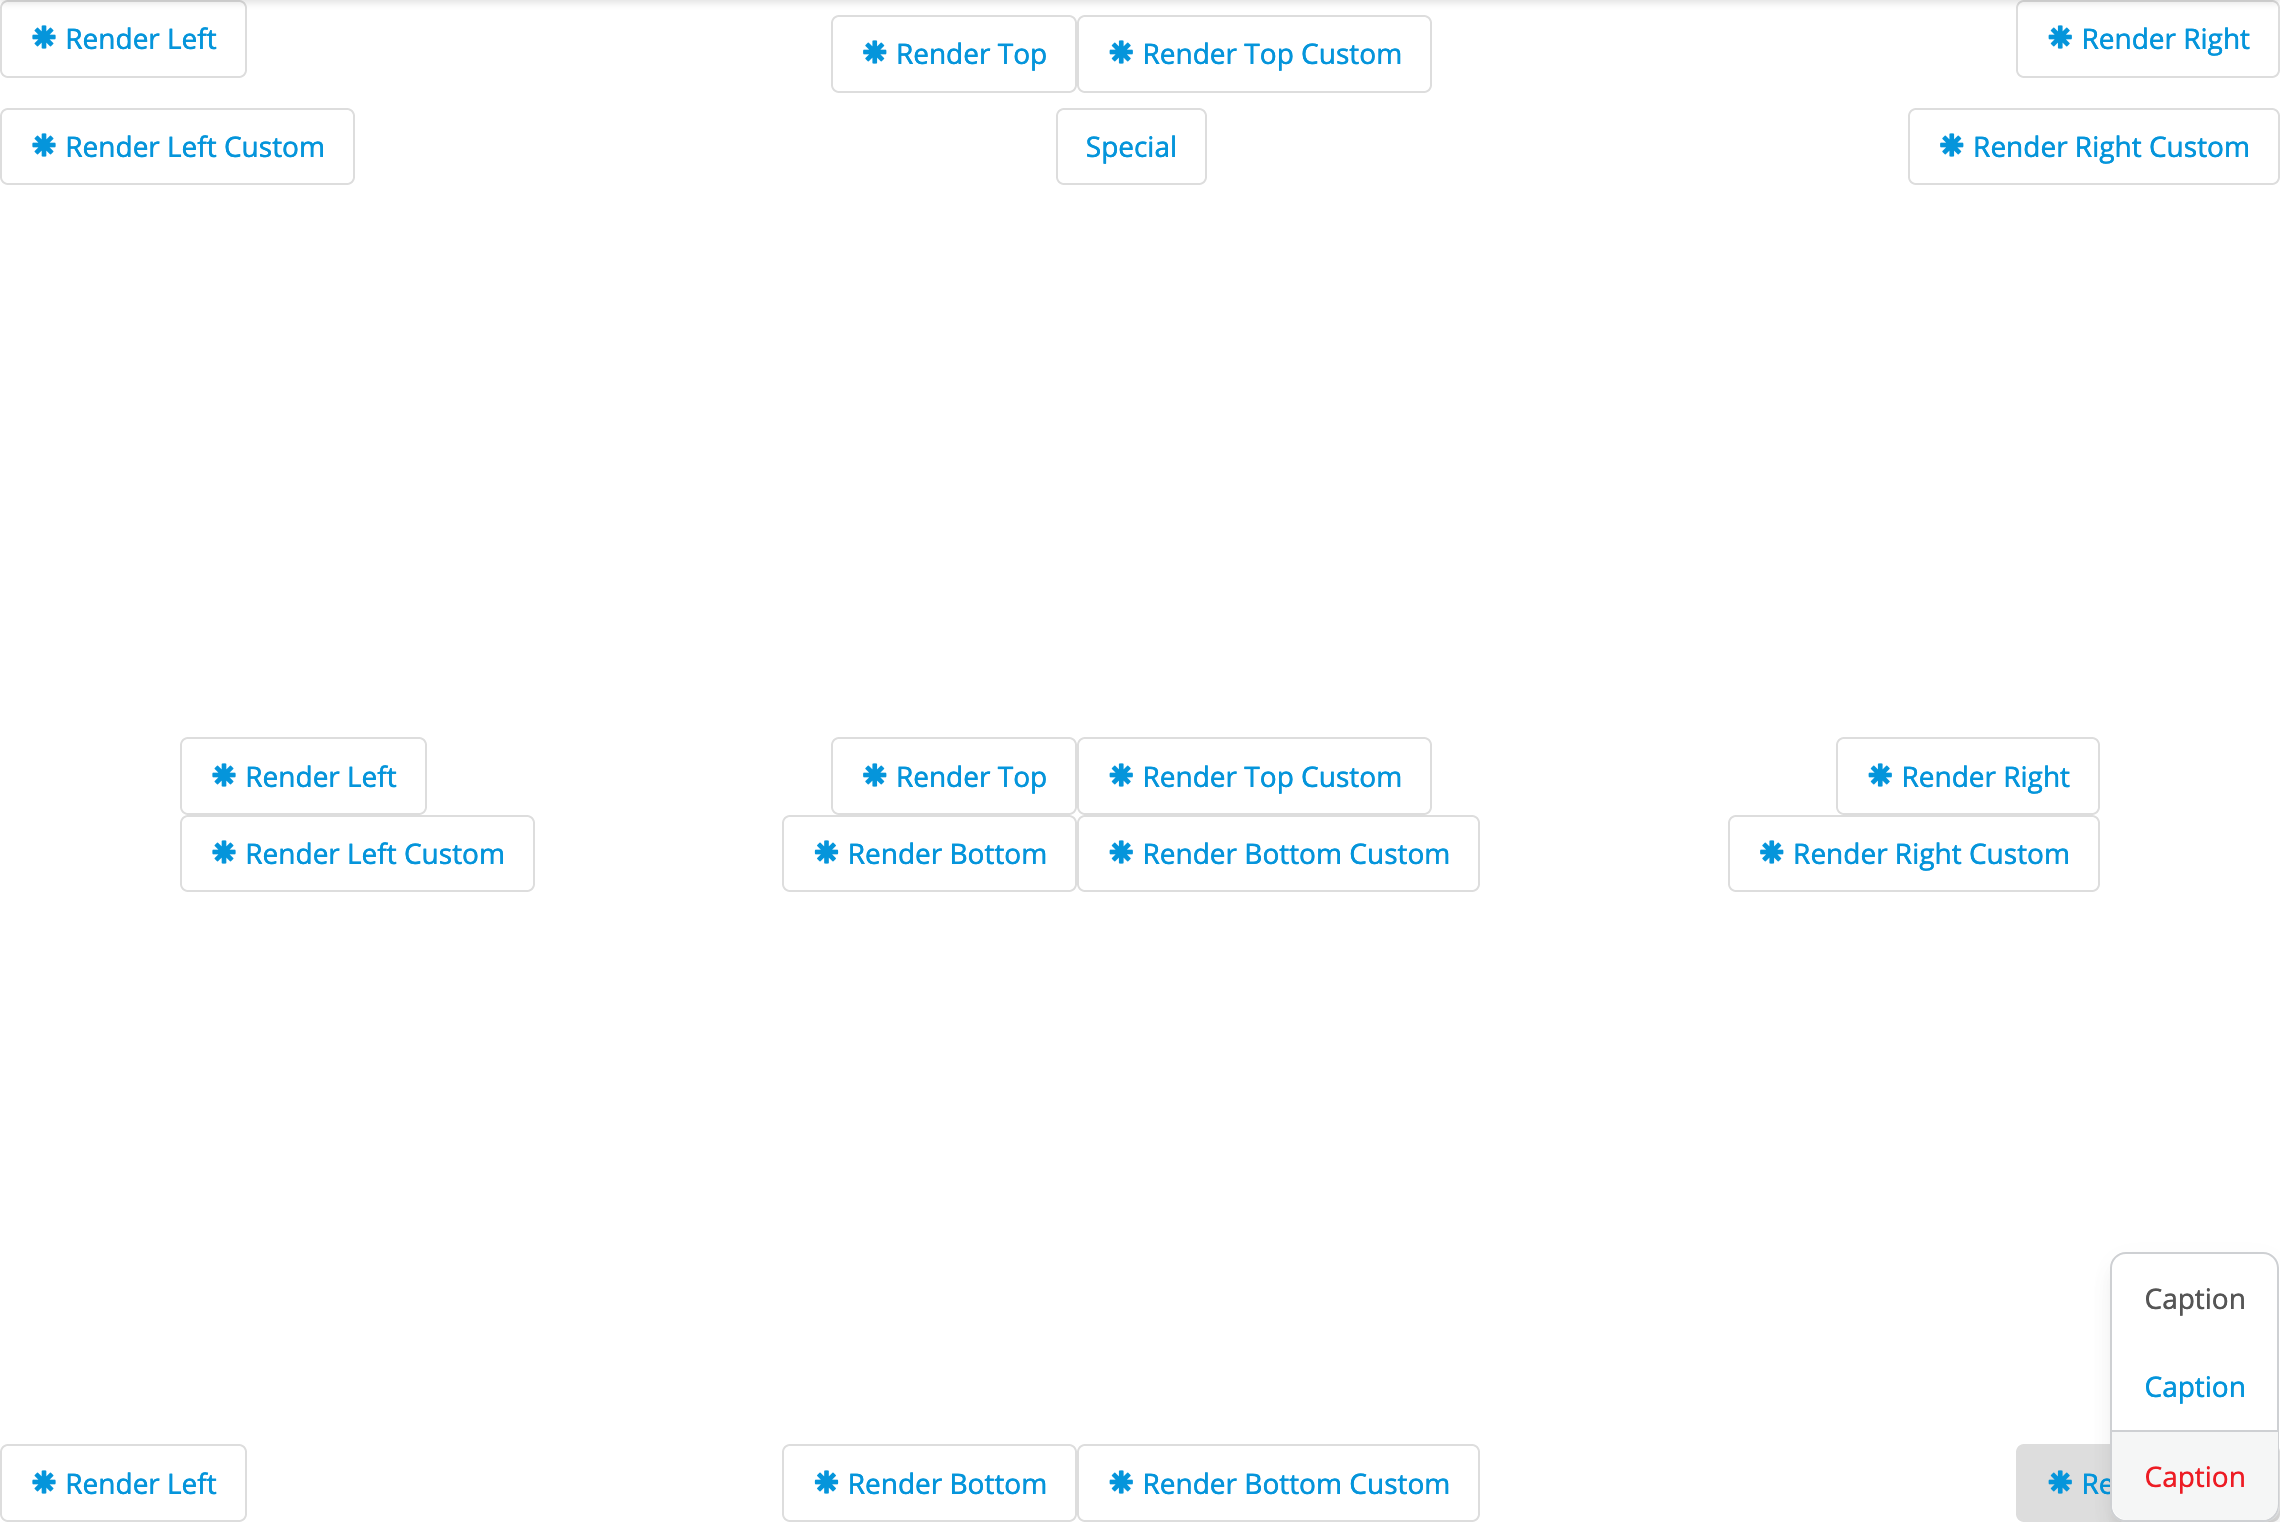 Render Left
Render Top
Render Top Custom
Render Right
Render Left Custom
Special
Render Right Custom
Render Left
Render Top
Render Top Custom
Render Right
Render Left Custom
Render Bottom
Render Bottom Custom
Render Right Custom
Caption
Caption
Caption
Render Left
Render Bottom
Render Bottom Custom
Re